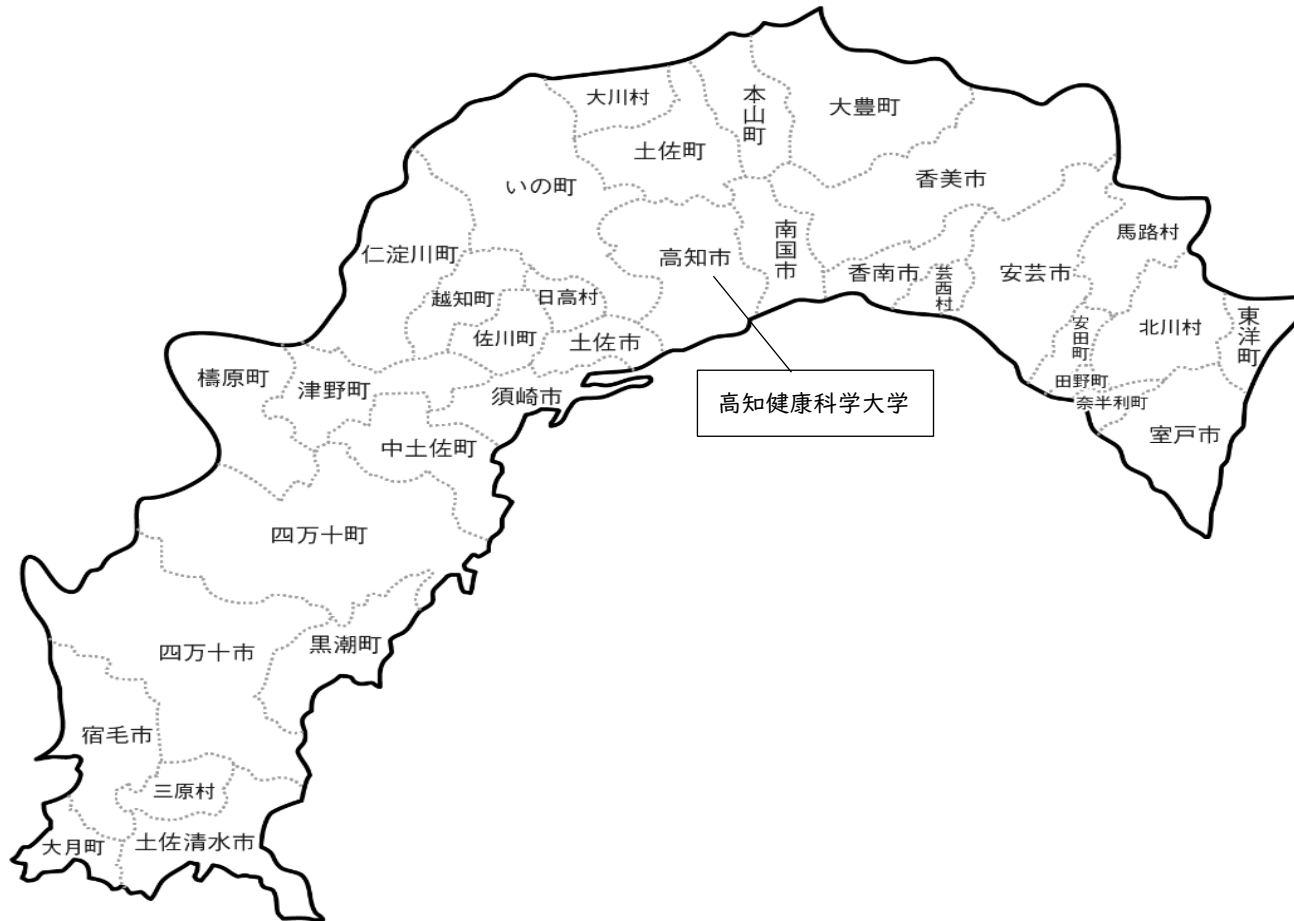 大川村
本山町
大豊町
土佐町
いの町
香美市
仁淀川町
高知市
南国市
香南市
芸西村
安芸市
馬路村
越知町
日高村
佐川町
土佐市
安田町
北川村
東洋町
檮原町
津野町
須崎市
田野町
奈半利町
室戸市
高知健康科学大学
中土佐町
四万十町
四万十市
黒潮町
宿毛市
三原村
大月町
土佐清水市